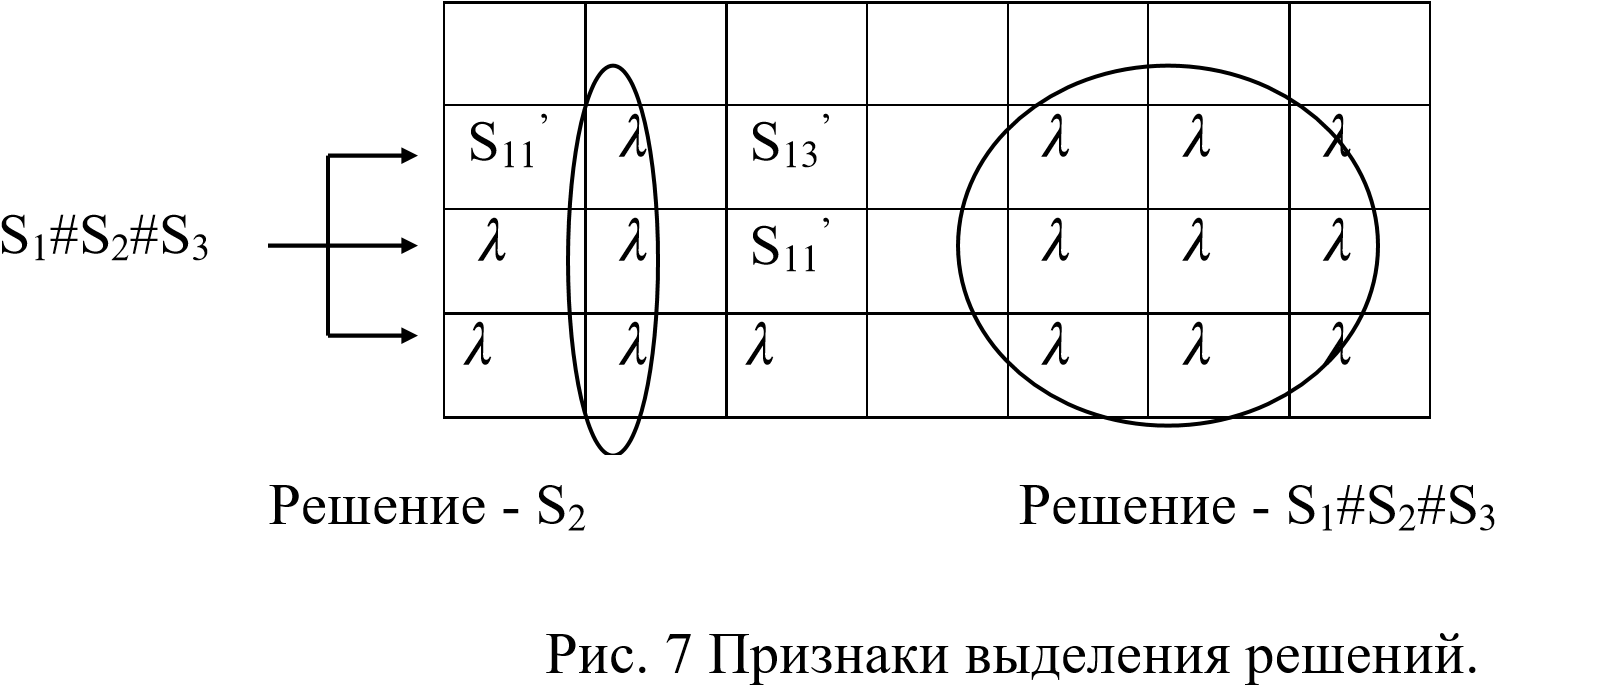 S₁₁’ λ S₁₃’ λ λ λ
S₁#S₂#S₃ λ λ S₁₁’ λ λ λ
λ λ λ λ λ λ
Решение - S₂ Решение - S₁#S₂#S₃
Рис. 7 Признаки выделения решений.